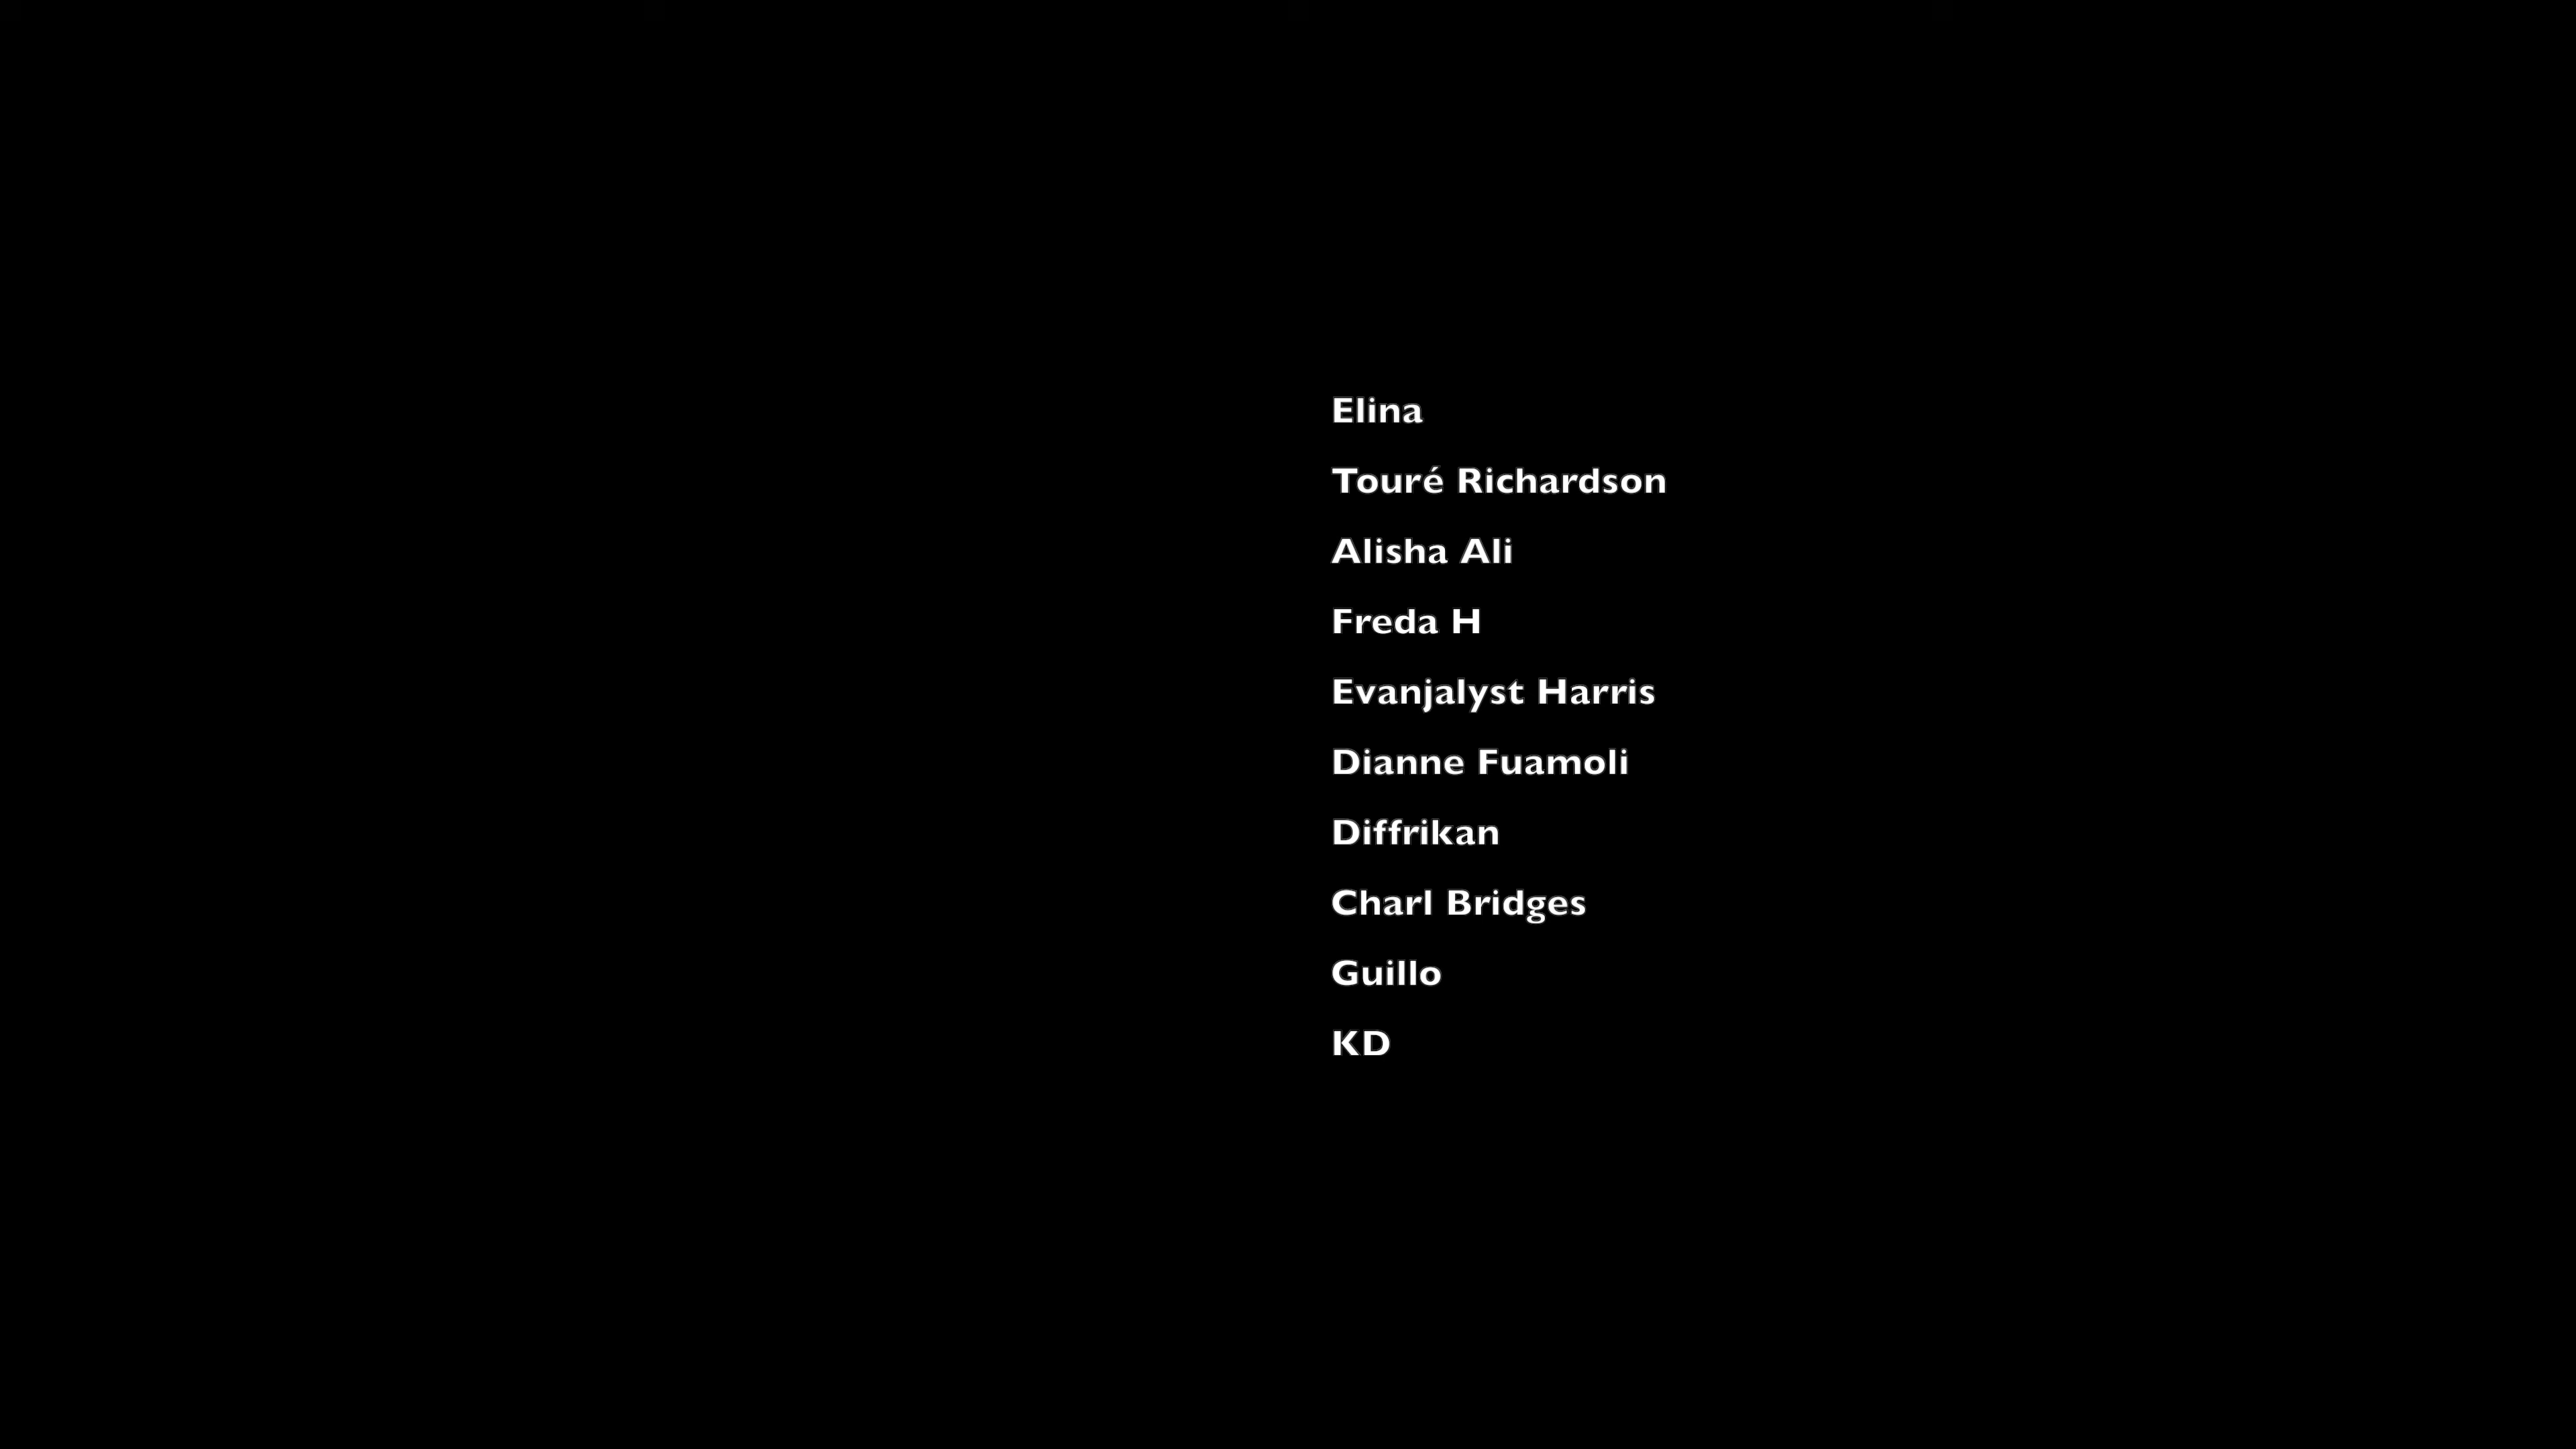 Elina
Touré Richardson
Alisha Ali
Freda H
Evanjalyst Harris
Dianne Fuamoli
Diffrikan
Charl Bridges
Guillo
KD